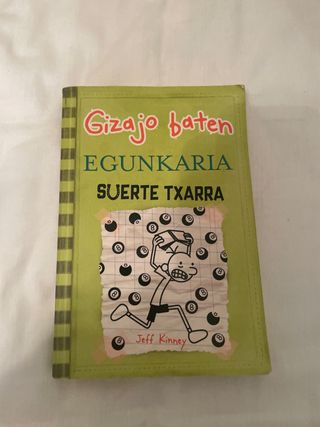 Gizajo baten
EGUNKARIA
SUERTE TXARRA
Jeff Kinney